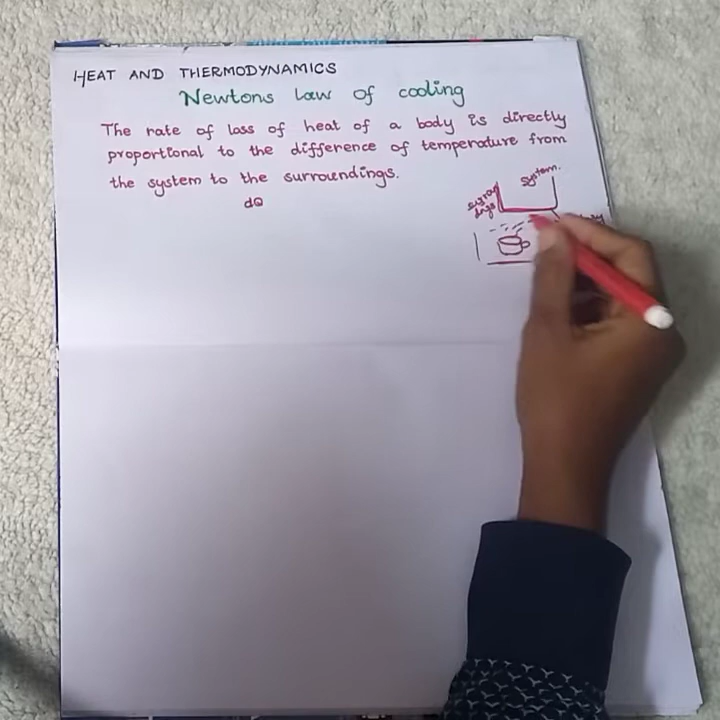 HEAT AND THERMODYNAMICS
Newtons law of cooling
The rate of loss of heat of a body is directly
proportional to the difference of temperature from
the system to the surroundings.
dQ
system.